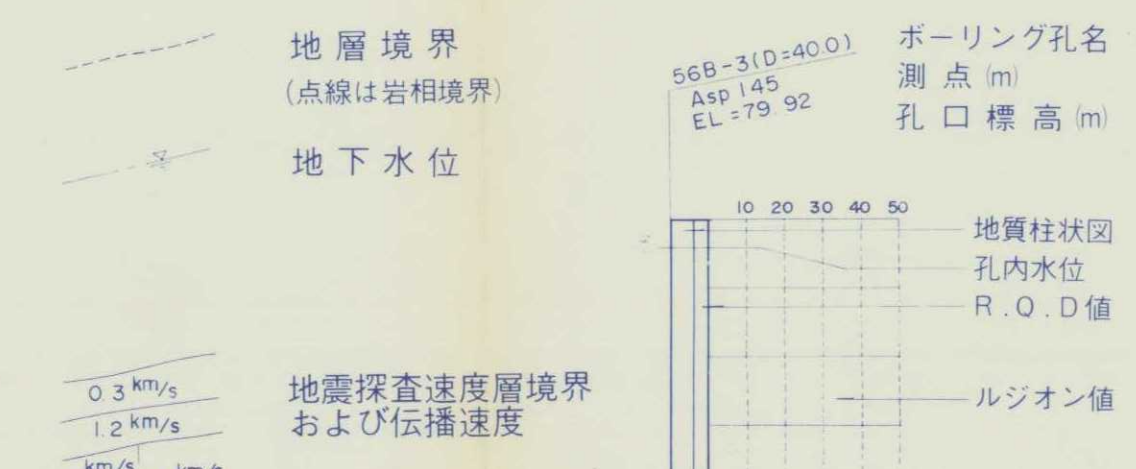 地層境界
(点線は岩相境界)
地下水位
0.3 km/s
1.2 km/s
km/s km/s
地震探査速度層境界
および伝播速度
56B-3(D=40.0)
Asp 145
EL=79.92
ボーリング孔名
測点(m)
孔口標高(m)
10 20 30 40 50
地質柱状図
孔内水位
R.Q.D値
ルジオン値